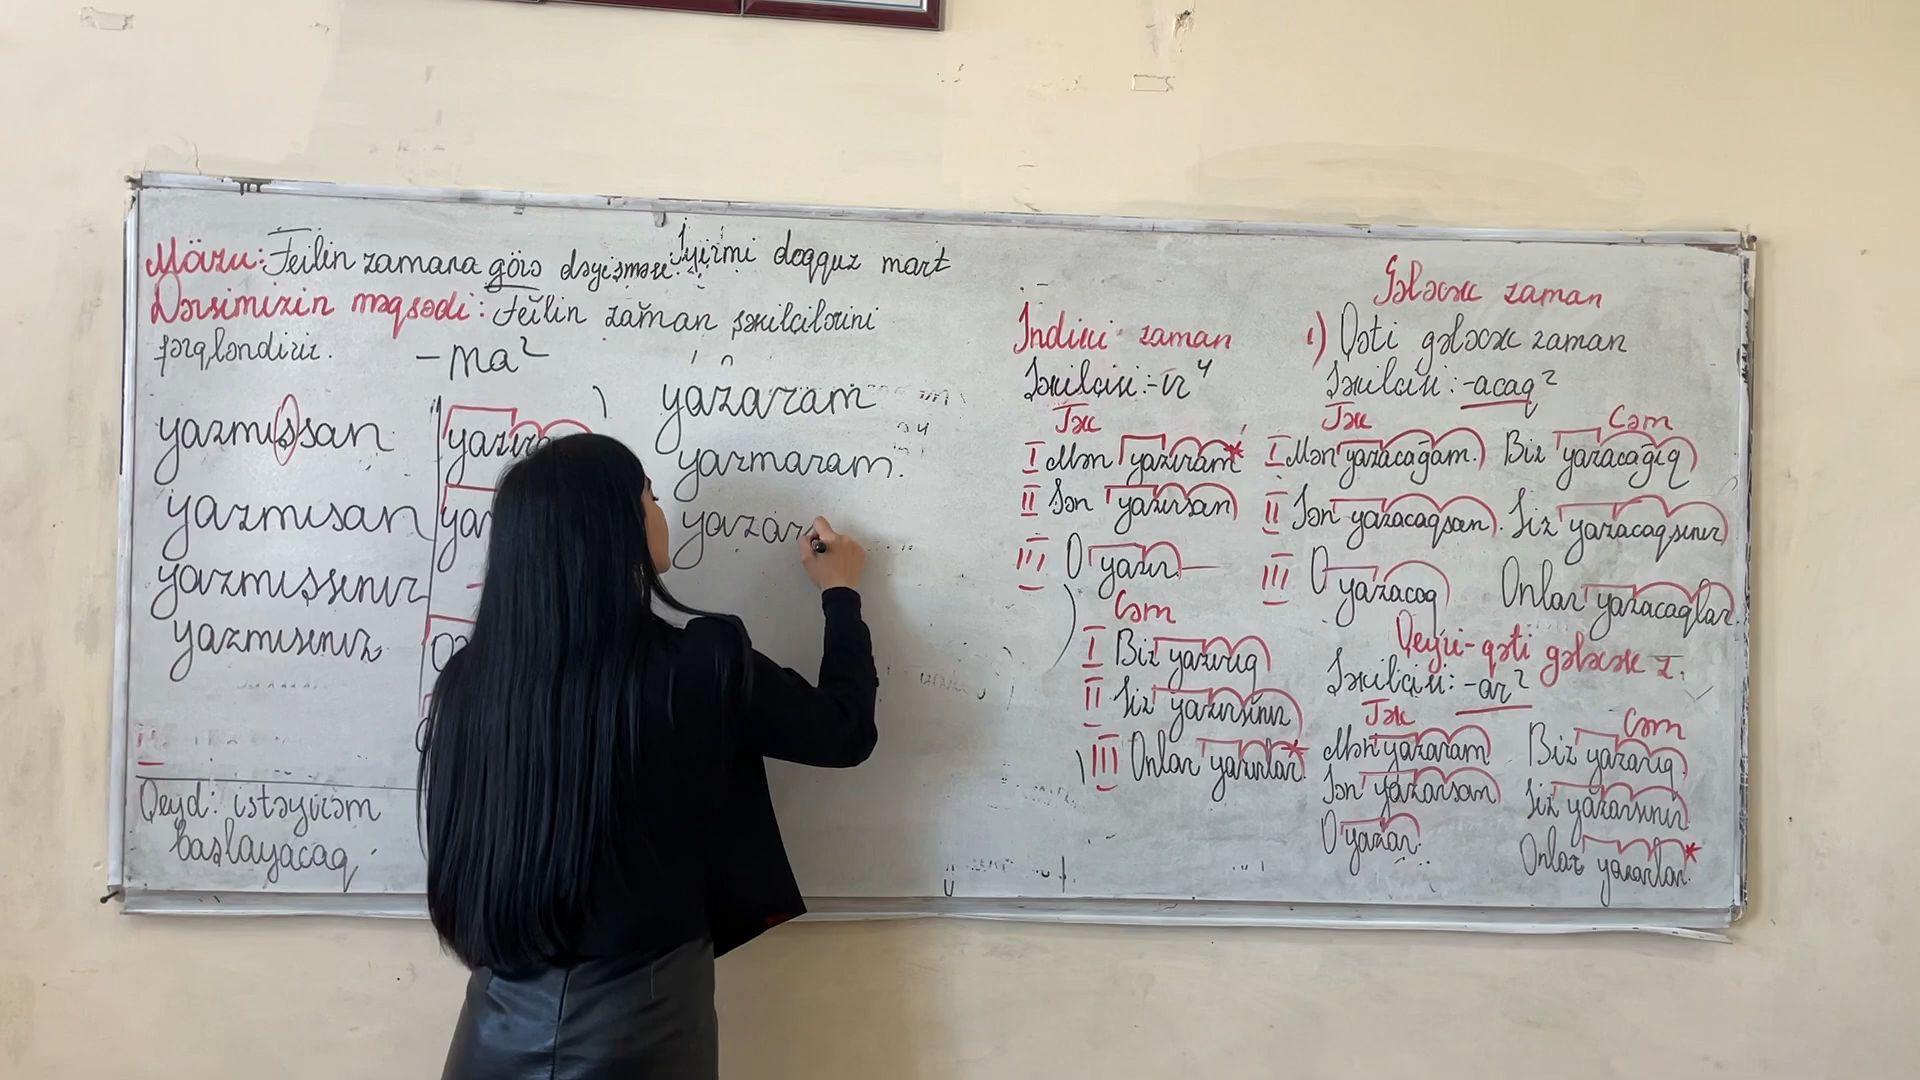 Mövzu: Feilin zamana görə dəyişməsi.
İyirmi doqquz mart
Dərsimizin məqsədi: Feilin zaman şəkilçilərini
fərqləndirir.
-ma²
yazmışsan
yazmısan
yazmışsınız
yazmısınız
Qeyd: istəyirəm
başlayacaq
yazaram
yazmaram.
yazar
İndiki zaman
Şəkilçisi: -ır⁴
Tək
I Mən yazıram*
II Sən yazırsan
III O yazır
Cəm
I Biz yazırıq
II Siz yazırsınız
III Onlar yazırlar*
Gələcək zaman
1) Qəti gələcək zaman
Şəkilçisi: -acaq²
Tək
Cəm
I Mən yazacağam. Biz yazacağıq
II Sən yazacaqsan. Siz yazacaqsınız
III O yazacaq Onlar yazacaqlar.
Qeyri-qəti gələcək z.
Şəkilçisi: -ar²
Tək
Cəm
Mən yazaram Biz yazarıq
Sən yazarsan Siz yazarsınız
O yazar. Onlar yazarlar.*